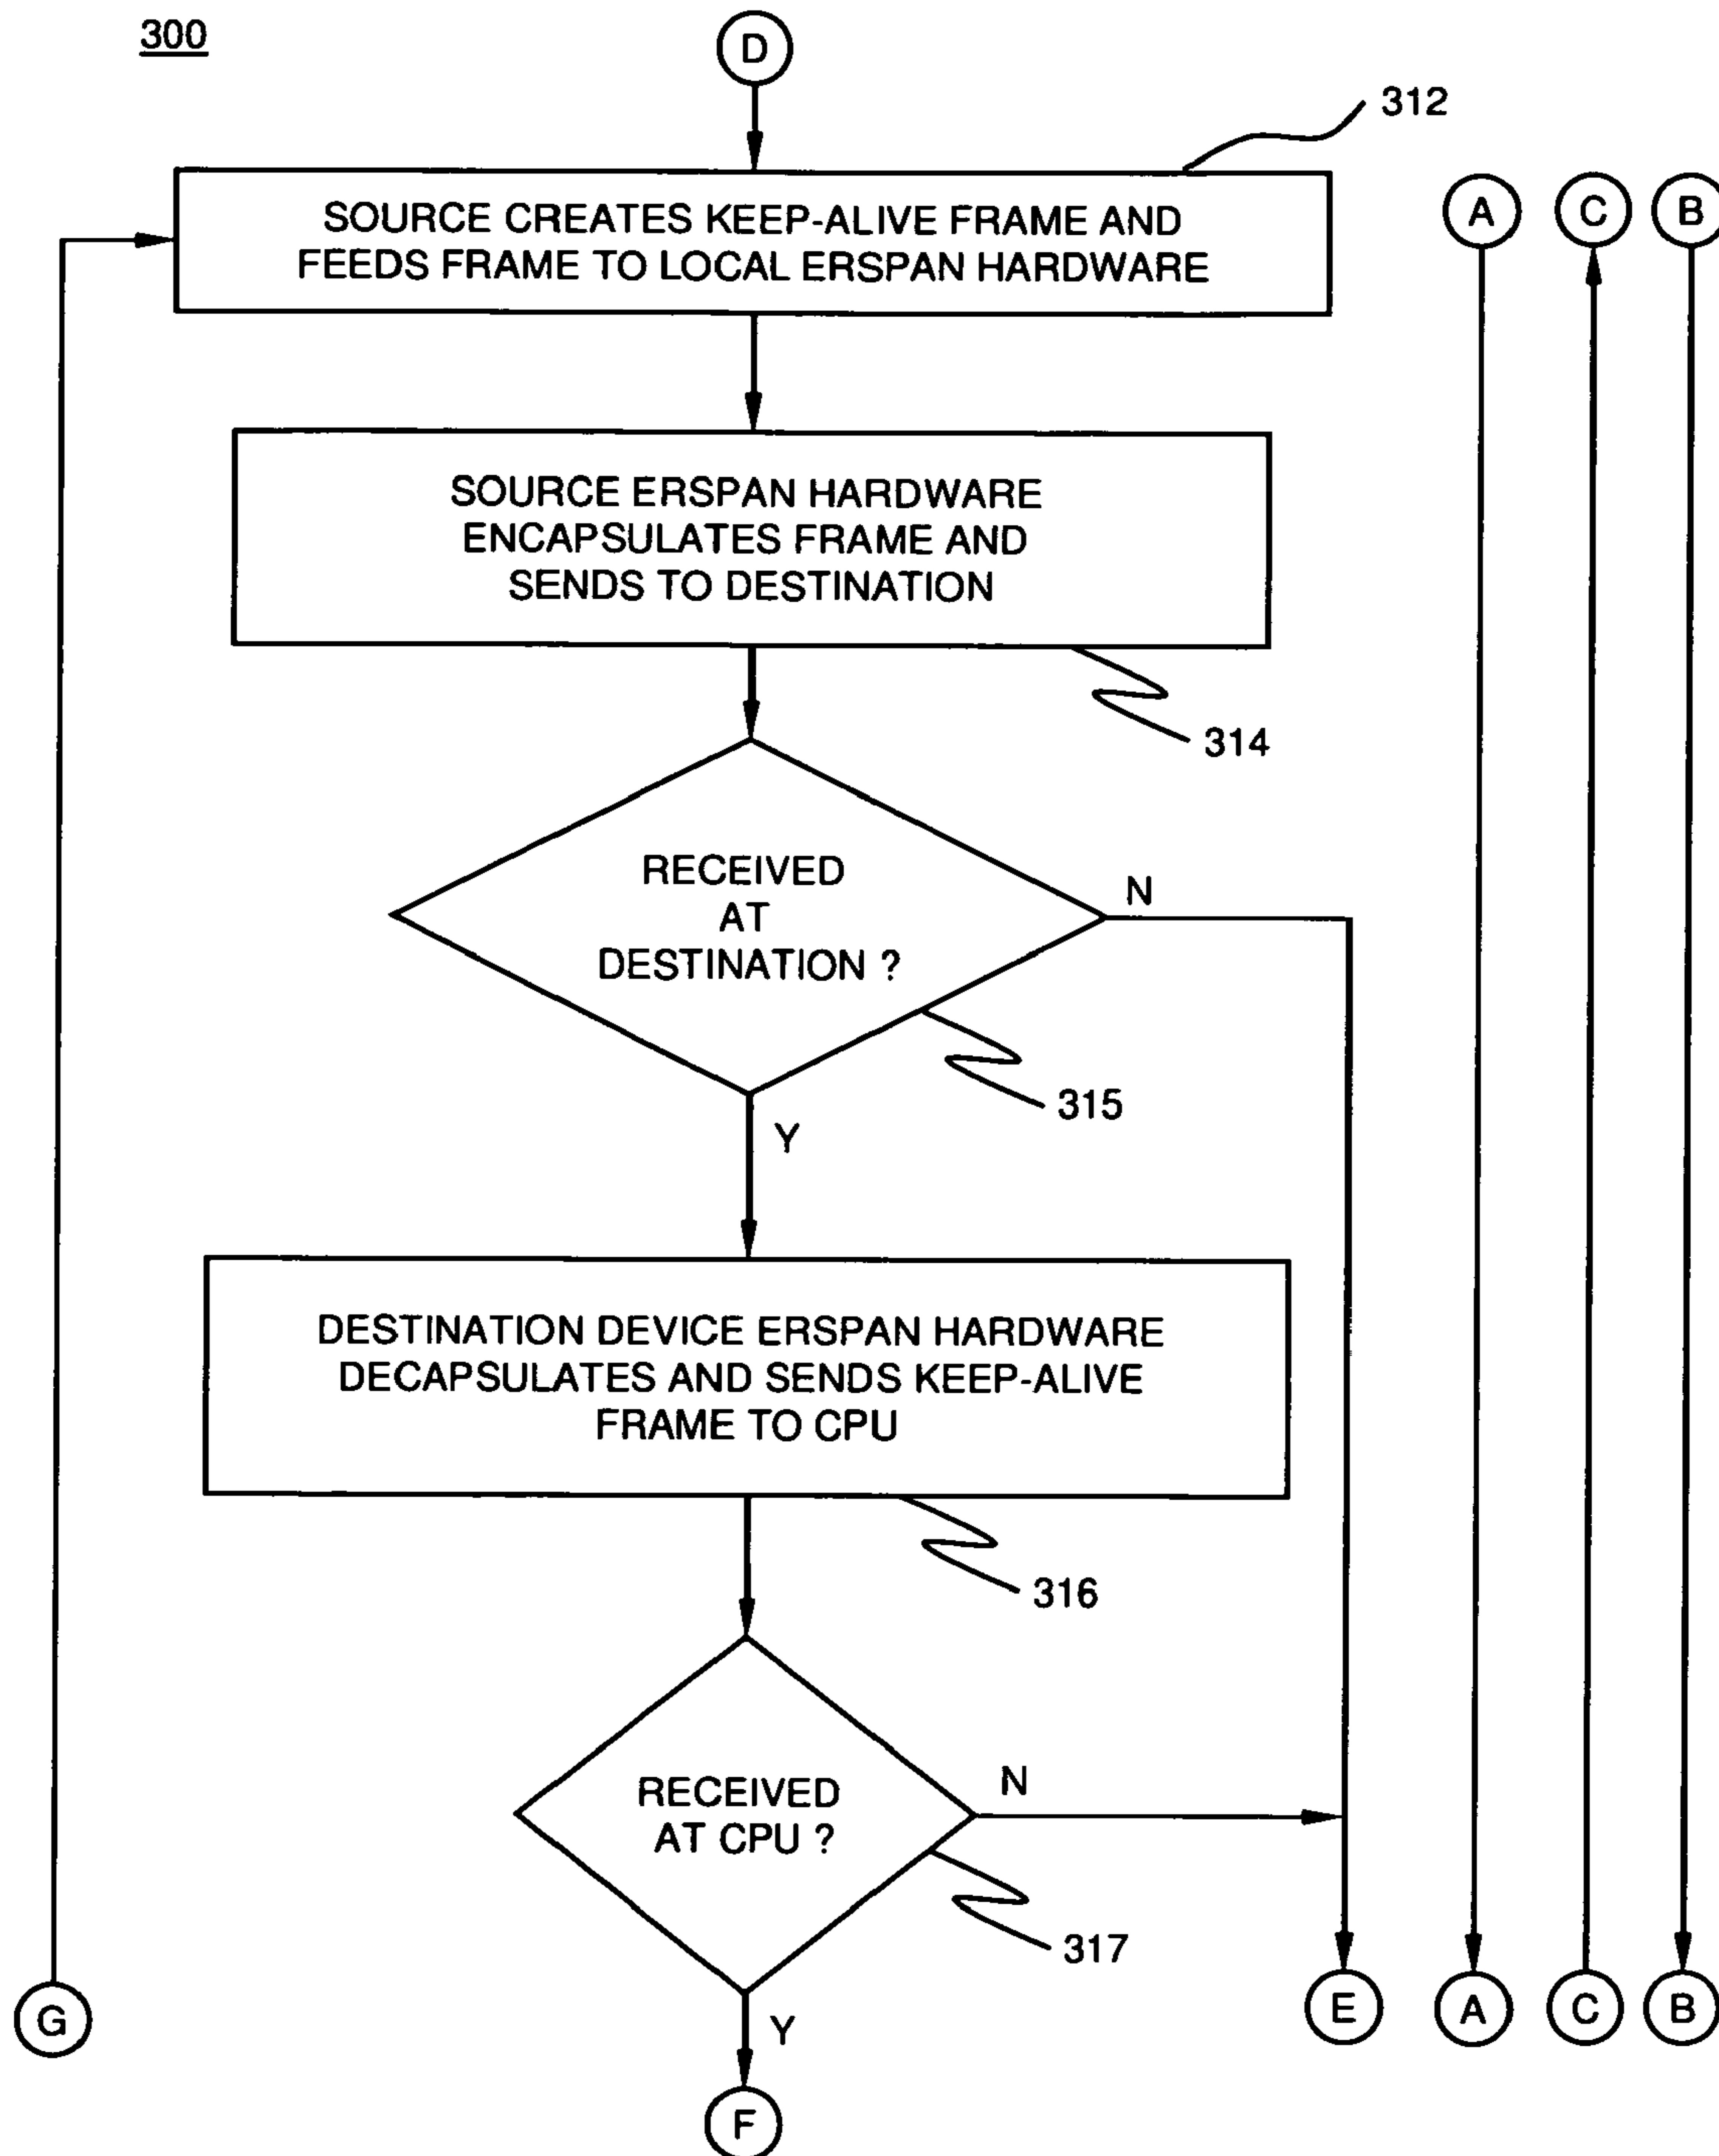 300
D
312
SOURCE CREATES KEEP-ALIVE FRAME AND
FEEDS FRAME TO LOCAL ERSPAN HARDWARE
A
C
B
SOURCE ERSPAN HARDWARE
ENCAPSULATES FRAME AND
SENDS TO DESTINATION
314
RECEIVED
AT
DESTINATION ?
N
315
Y
DESTINATION DEVICE ERSPAN HARDWARE
DECAPSULATES AND SENDS KEEP-ALIVE
FRAME TO CPU
316
RECEIVED
AT CPU ?
N
317
Y
G
E
A
C
B
F